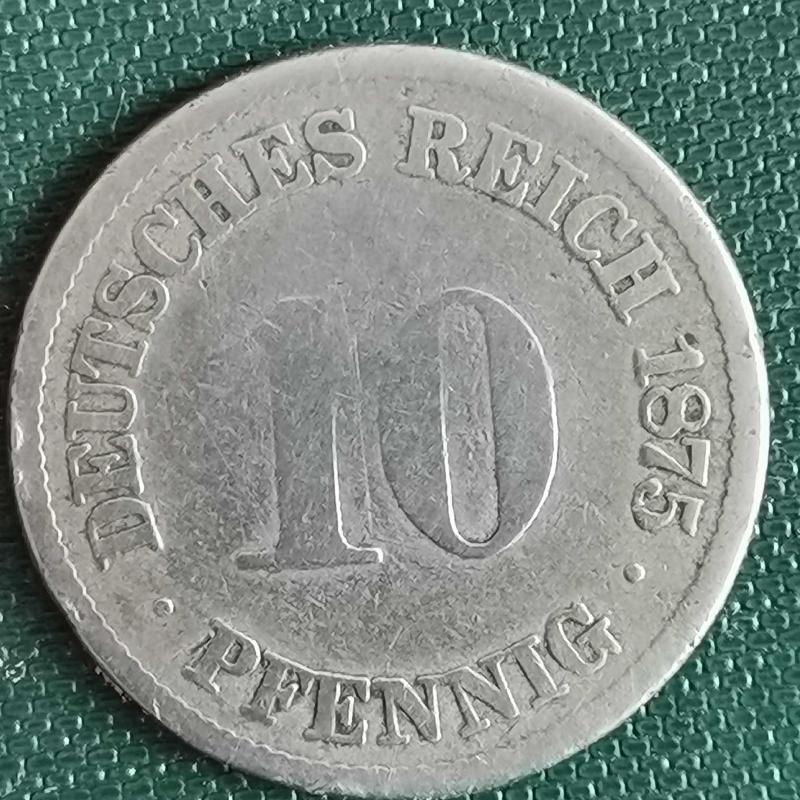 DEUTSCHES REICH 1875
10
· PFENNIG ·